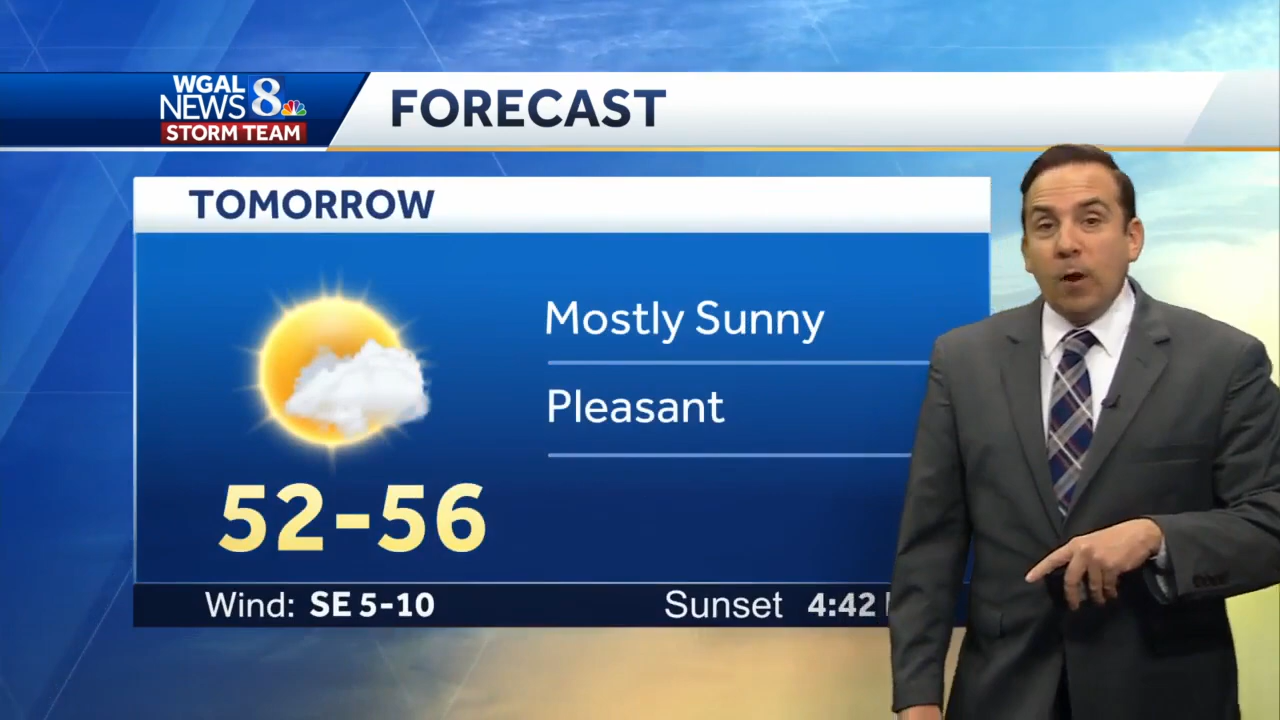 WGAL
NEWS 8
STORM TEAM
FORECAST
TOMORROW
Mostly Sunny
Pleasant
52-56
Wind: SE 5-10
Sunset 4:42